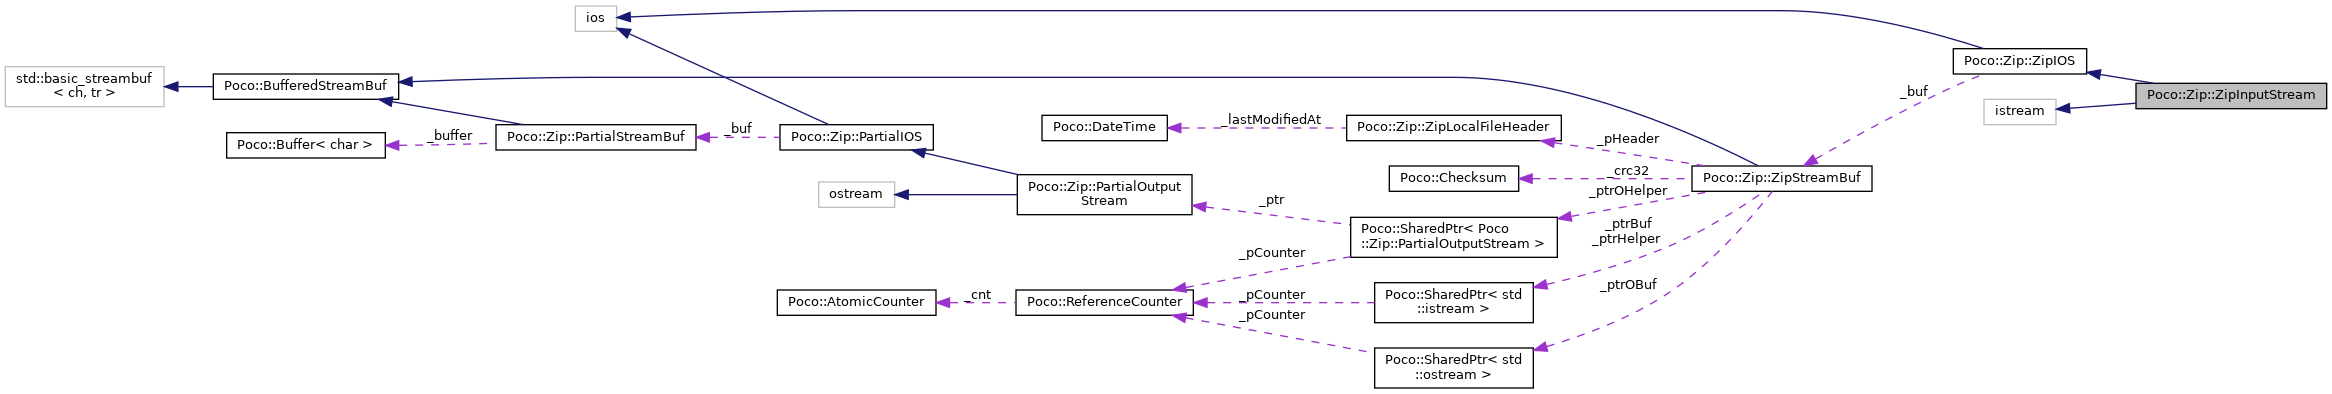 ios
Poco::Zip::ZipIOS
std::basic_streambuf
< ch, tr >
Poco::BufferedStreamBuf
_buf
Poco::Zip::ZipInputStream
istream
Poco::Buffer< char >
_buffer
Poco::Zip::PartialStreamBuf
_buf
Poco::Zip::PartialIOS
Poco::DateTime
_lastModifiedAt
Poco::Zip::ZipLocalFileHeader
_pHeader
Poco::Checksum
_crc32
Poco::Zip::ZipStreamBuf
ostream
Poco::Zip::PartialOutput
Stream
_ptrOHelper
_ptr
Poco::SharedPtr< Poco
::Zip::PartialOutputStream >
_ptrBuf
_ptrHelper
_pCounter
Poco::AtomicCounter
_cnt
Poco::ReferenceCounter
_pCounter
Poco::SharedPtr< std
::istream >
_ptrOBuf
_pCounter
Poco::SharedPtr< std
::ostream >